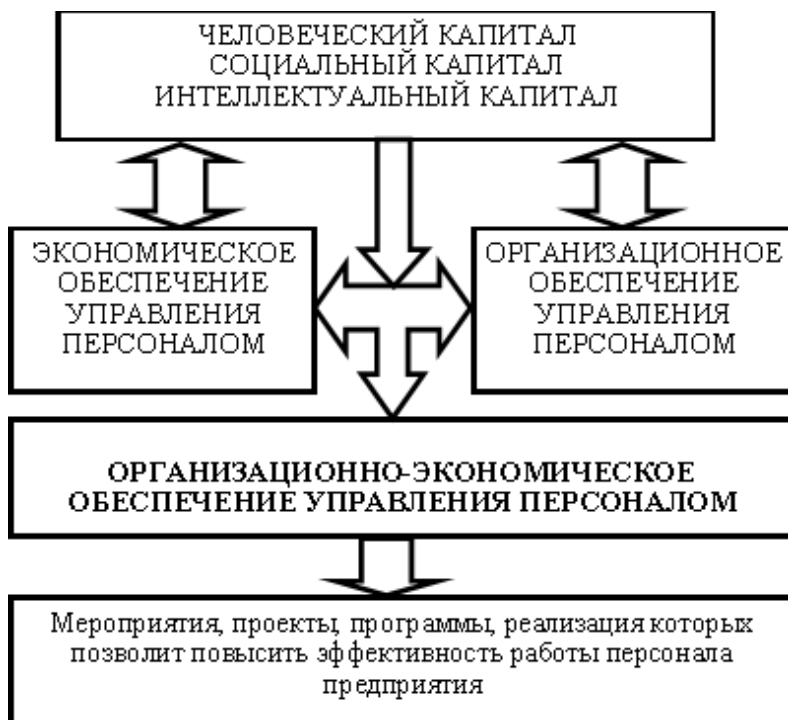 ЧЕЛОВЕЧЕСКИЙ КАПИТАЛ
СОЦИАЛЬНЫЙ КАПИТАЛ
ИНТЕЛЛЕКТУАЛЬНЫЙ КАПИТАЛ
ЭКОНОМИЧЕСКОЕ
ОБЕСПЕЧЕНИЕ
УПРАВЛЕНИЯ
ПЕРСОНАЛОМ
ОРГАНИЗАЦИОННОЕ
ОБЕСПЕЧЕНИЕ
УПРАВЛЕНИЯ
ПЕРСОНАЛОМ
ОРГАНИЗАЦИОННО-ЭКОНОМИЧЕСКОЕ
ОБЕСПЕЧЕНИЕ УПРАВЛЕНИЯ ПЕРСОНАЛОМ
Мероприятия, проекты, программы, реализация которых
позволит повысить эффективность работы персонала
предприятия